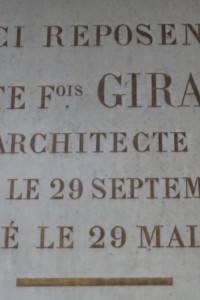 CI REPOSEN
TE FOIS GIRA
ARCHITECTE
LE 29 SEPTEM
É LE 29 MAI